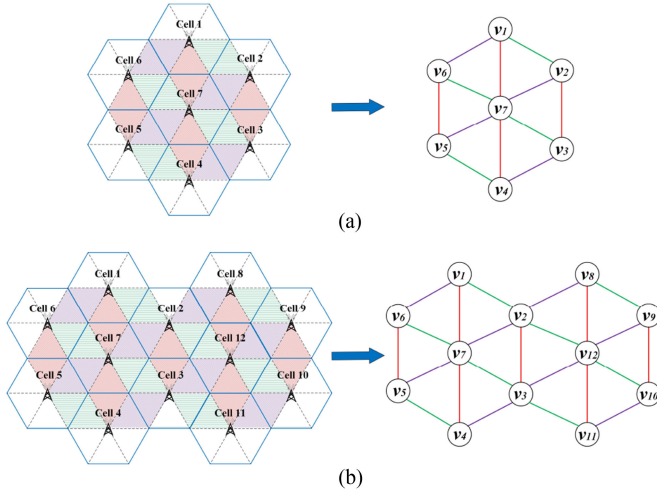 Cell 1
Cell 6
Cell 2
Cell 7
Cell 5
Cell 3
Cell 4
v1
v6
v2
v7
v5
v3
v4
(a)
Cell 1
Cell 8
Cell 6
Cell 2
Cell 9
Cell 7
Cell 12
Cell 5
Cell 3
Cell 10
Cell 4
Cell 11
v1
v8
v6
v2
v9
v7
v12
v5
v3
v10
v4
v11
(b)